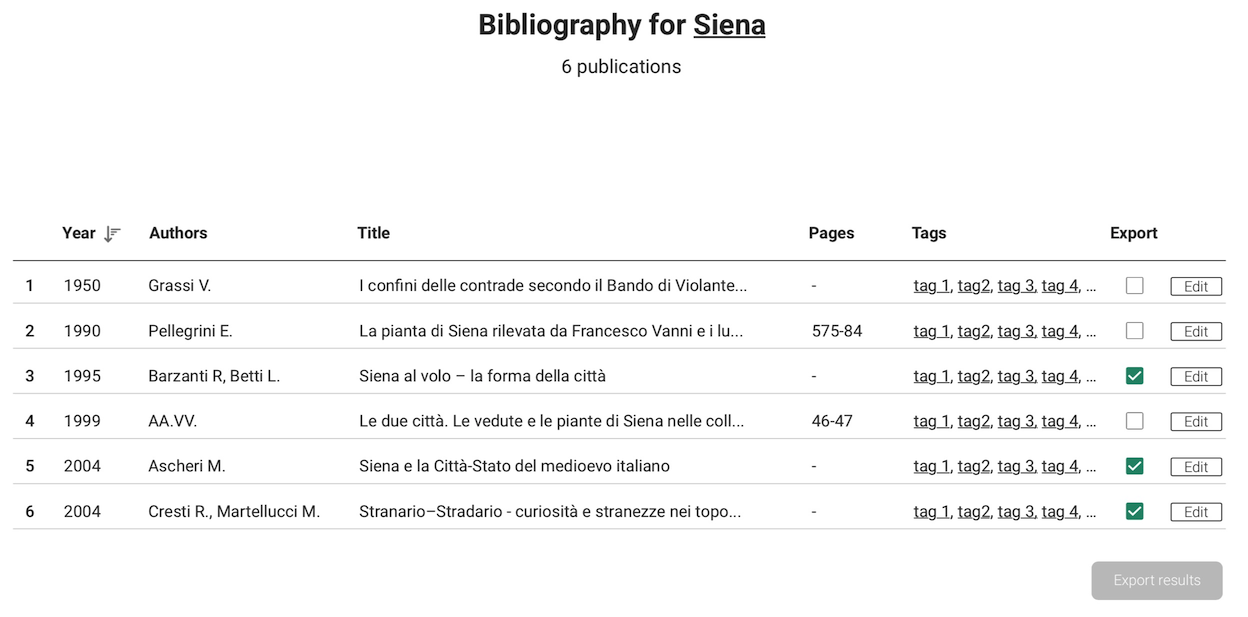 Bibliography for Siena
6 publications
Year Authors Title Pages Tags Export
1 1950 Grassi V. I confini delle contrade secondo il Bando di Violante... - tag 1, tag2, tag 3, tag 4, ... Edit
2 1990 Pellegrini E. La pianta di Siena rilevata da Francesco Vanni e i lu... 575-84 tag 1, tag2, tag 3, tag 4, ... Edit
3 1995 Barzanti R, Betti L. Siena al volo – la forma della città - tag 1, tag2, tag 3, tag 4, ... Edit
4 1999 AA.VV. Le due città. Le vedute e le piante di Siena nelle coll... 46-47 tag 1, tag2, tag 3, tag 4, ... Edit
5 2004 Ascheri M. Siena e la Città-Stato del medioevo italiano - tag 1, tag2, tag 3, tag 4, ... Edit
6 2004 Cresti R., Martellucci M. Stranario–Stradario - curiosità e stranezze nei topo... - tag 1, tag2, tag 3, tag 4, ... Edit
Export results